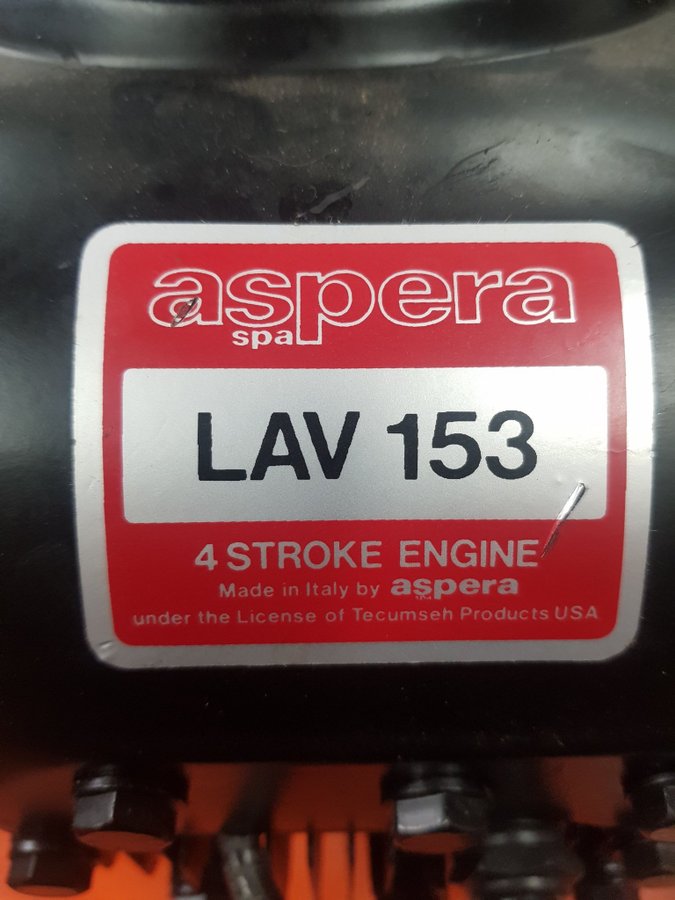 aspera
spa
LAV 153
4 STROKE ENGINE
Made in Italy by aspera
under the License of Tecumseh Products USA